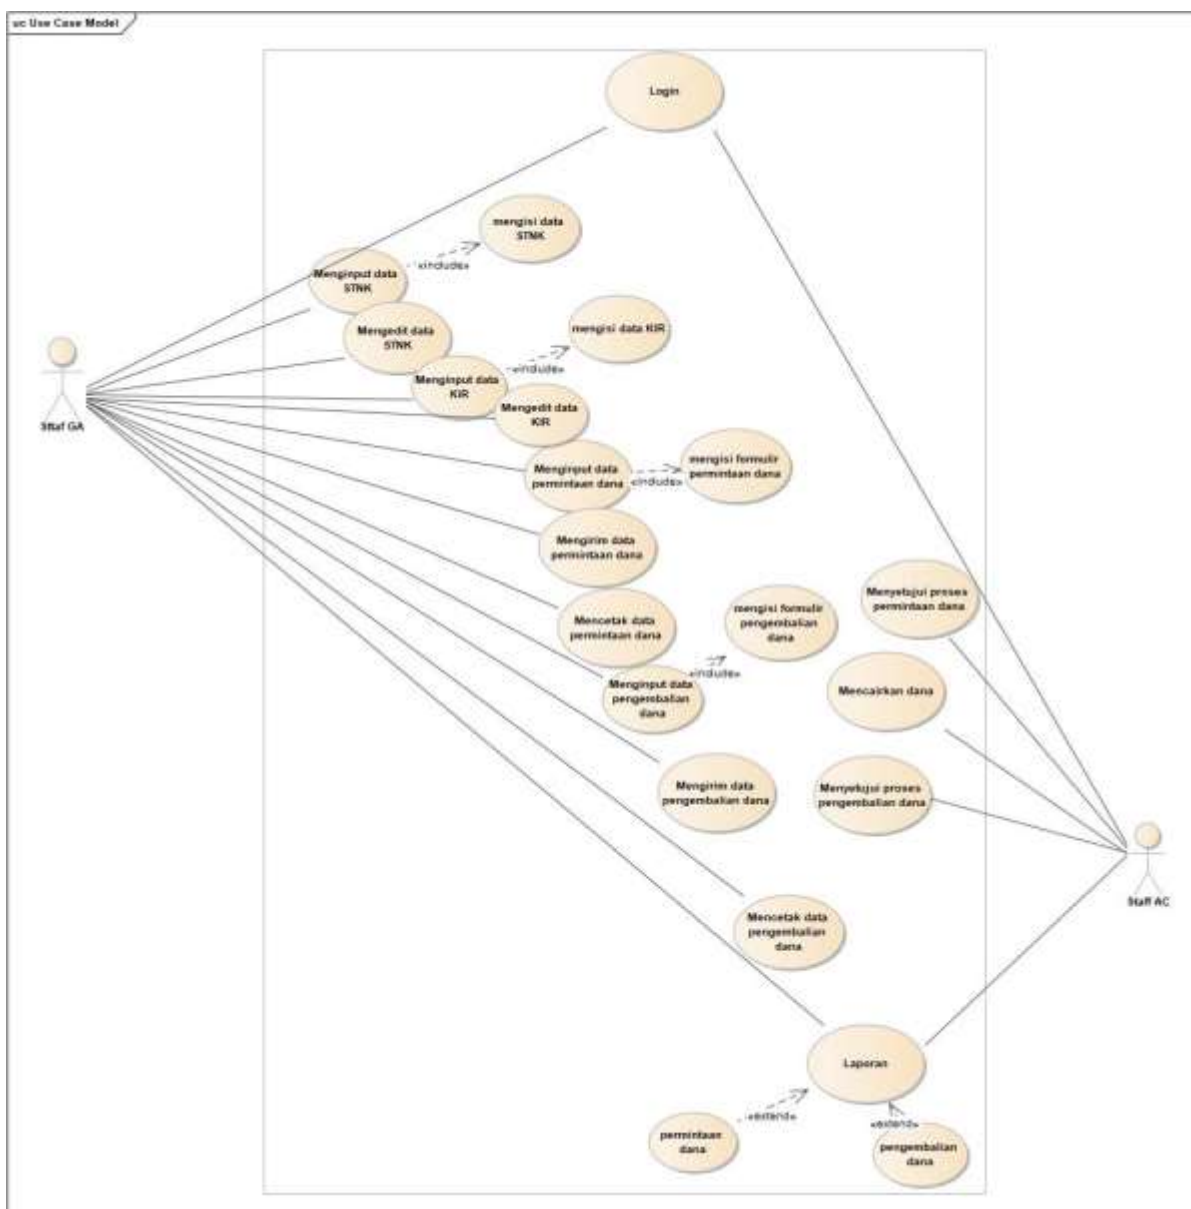 uc Use Case Model
Login
mengisi data
STNK
Menginput data
STNK
«include»
Mengedit data
STNK
mengisi data KIR
Menginput data
KIR
«include»
Mengedit data
KIR
Sttaf GA
Menginput data
permintaan dana
«include»
mengisi formulir
permintaan dana
Mengirim data
permintaan dana
Menyetujui proses
permintaan dana
Mencetak data
permintaan dana
mengisi formulir
pengembalian
dana
«include»
Menginput data
pengembalian
dana
Mencairkan dana
Mengirim data
pengembalian dana
Menyetujui proses
pengembalian dana
Staff AC
Mencetak data
pengembalian
dana
Laporan
«extend»
«extend»
permintaan
dana
pengembalian
dana